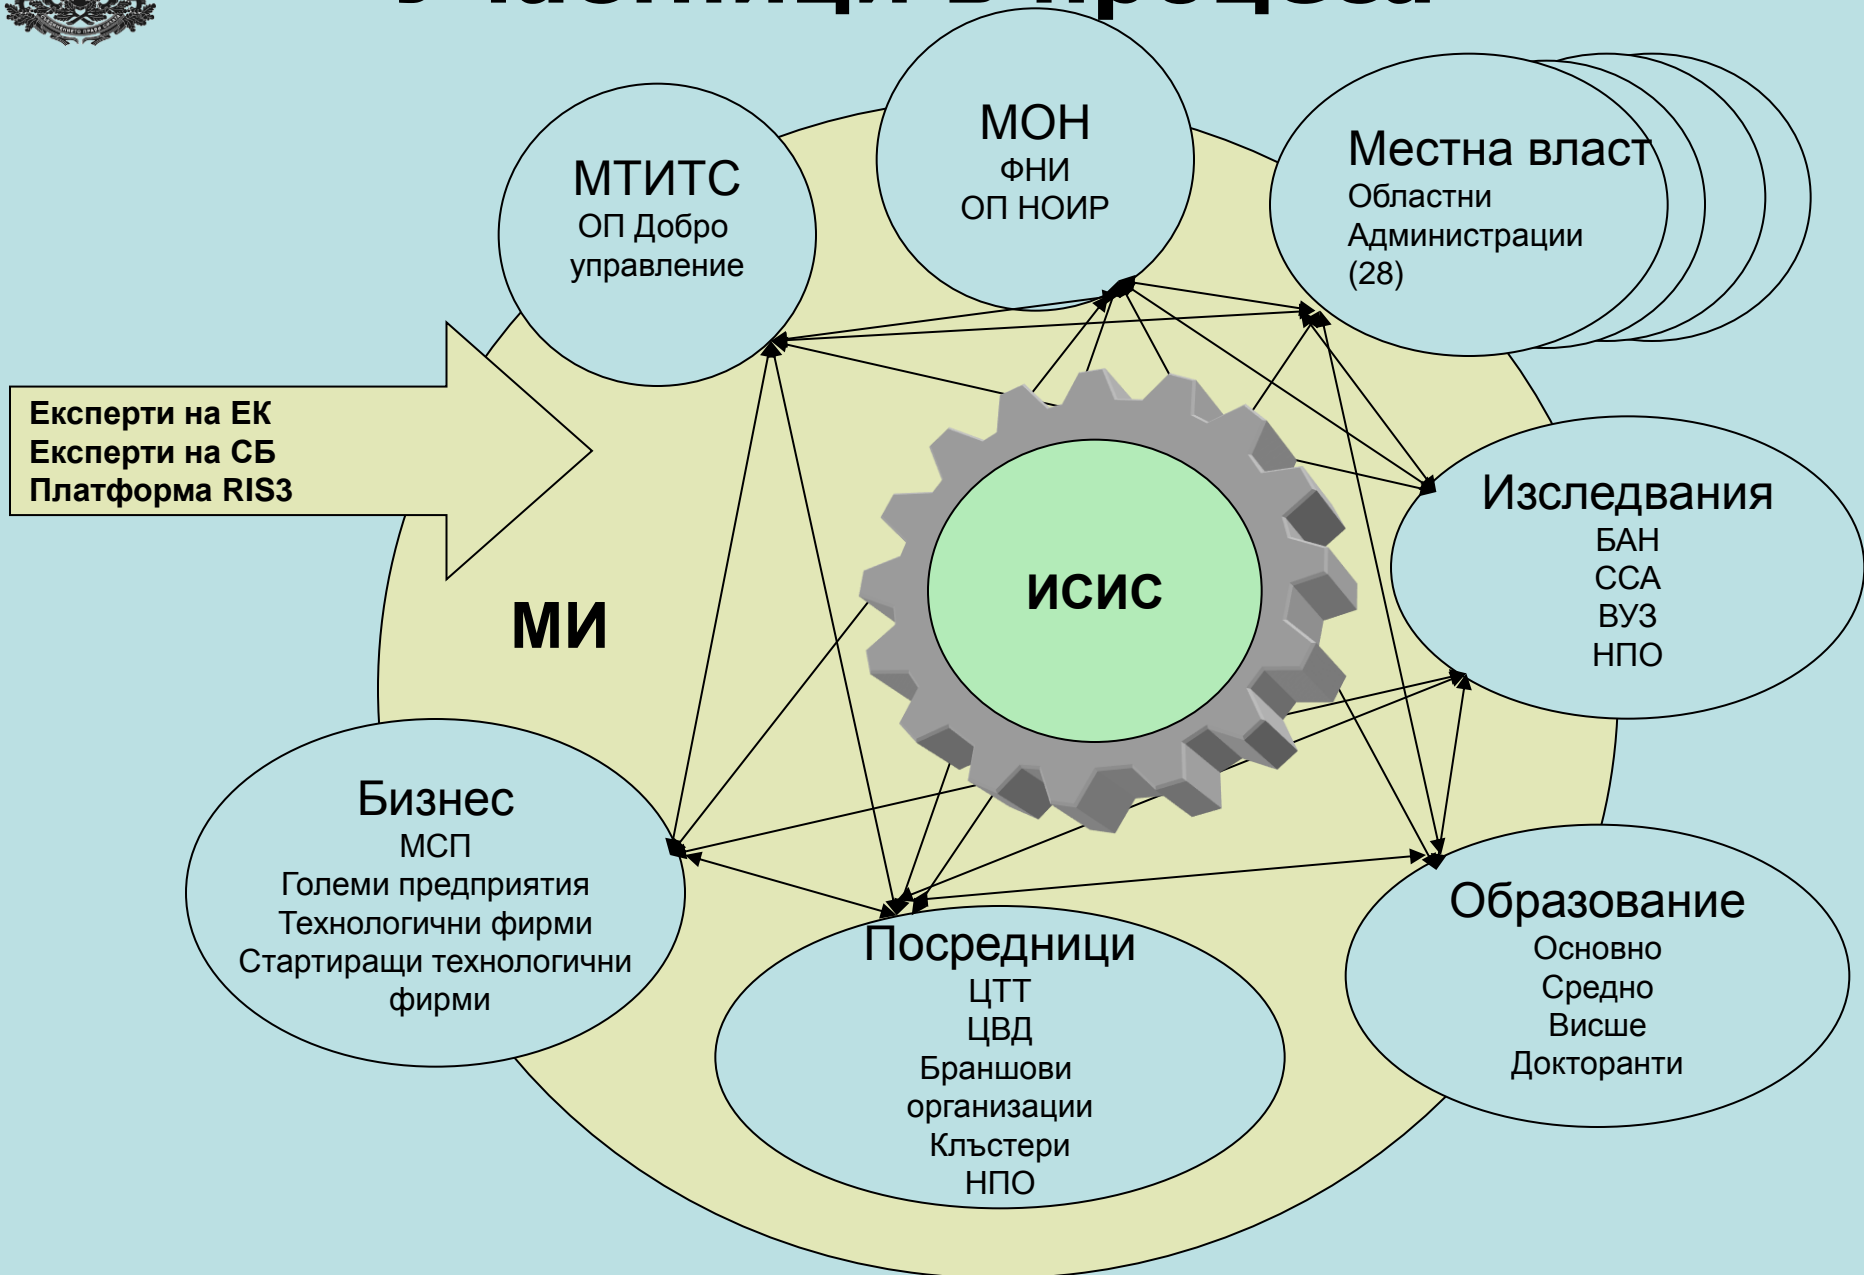 Участници в процеса
МОН
ФНИ
ОП НОИР
МТИТС
ОП Добро
управление
Местна власт
Областни
Администрации
(28)
Експерти на ЕК
Експерти на СБ
Платформа RIS3
МИ
ИСИС
Изследвания
БАН
ССА
ВУЗ
НПО
Бизнес
МСП
Големи предприятия
Технологични фирми
Стартиращи технологични
фирми
Посредници
ЦТТ
ЦВД
Браншови
организации
Клъстери
НПО
Образование
Основно
Средно
Висше
Докторанти